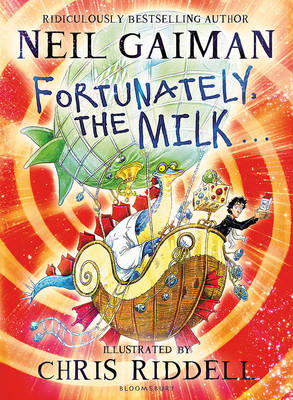 RIDICULOUSLY BESTSELLING AUTHOR
NEIL GAIMAN
FORTUNATELY,
THE MILK...
ILLUSTRATED BY
CHRIS RIDDELL
BLOOMSBURY